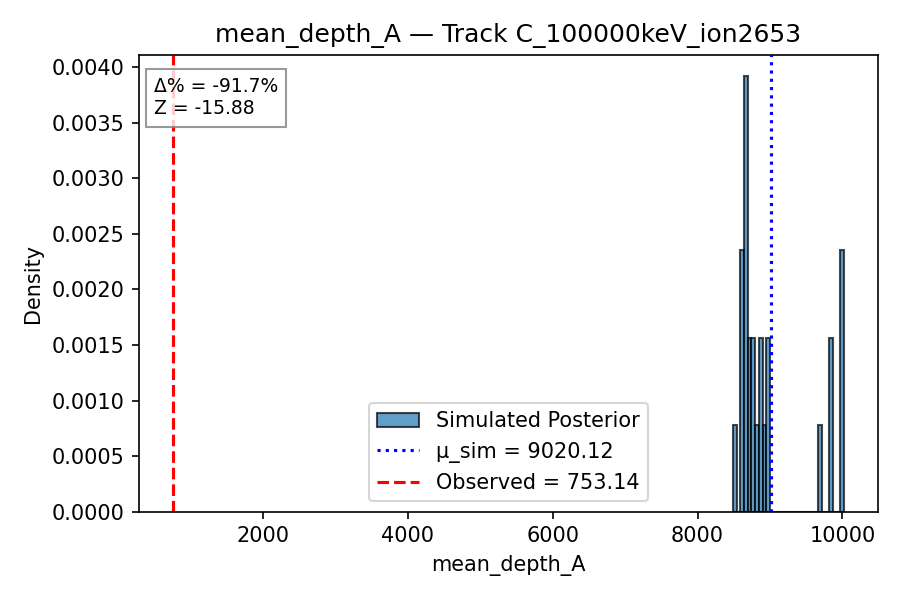 mean_depth_A — Track C_100000keV_ion2653
Δ% = -91.7%
Z = -15.88
Density
0.0040
0.0035
0.0030
0.0025
0.0020
0.0015
0.0010
0.0005
0.0000
Simulated Posterior
μ_sim = 9020.12
Observed = 753.14
2000
4000
6000
8000
10000
mean_depth_A